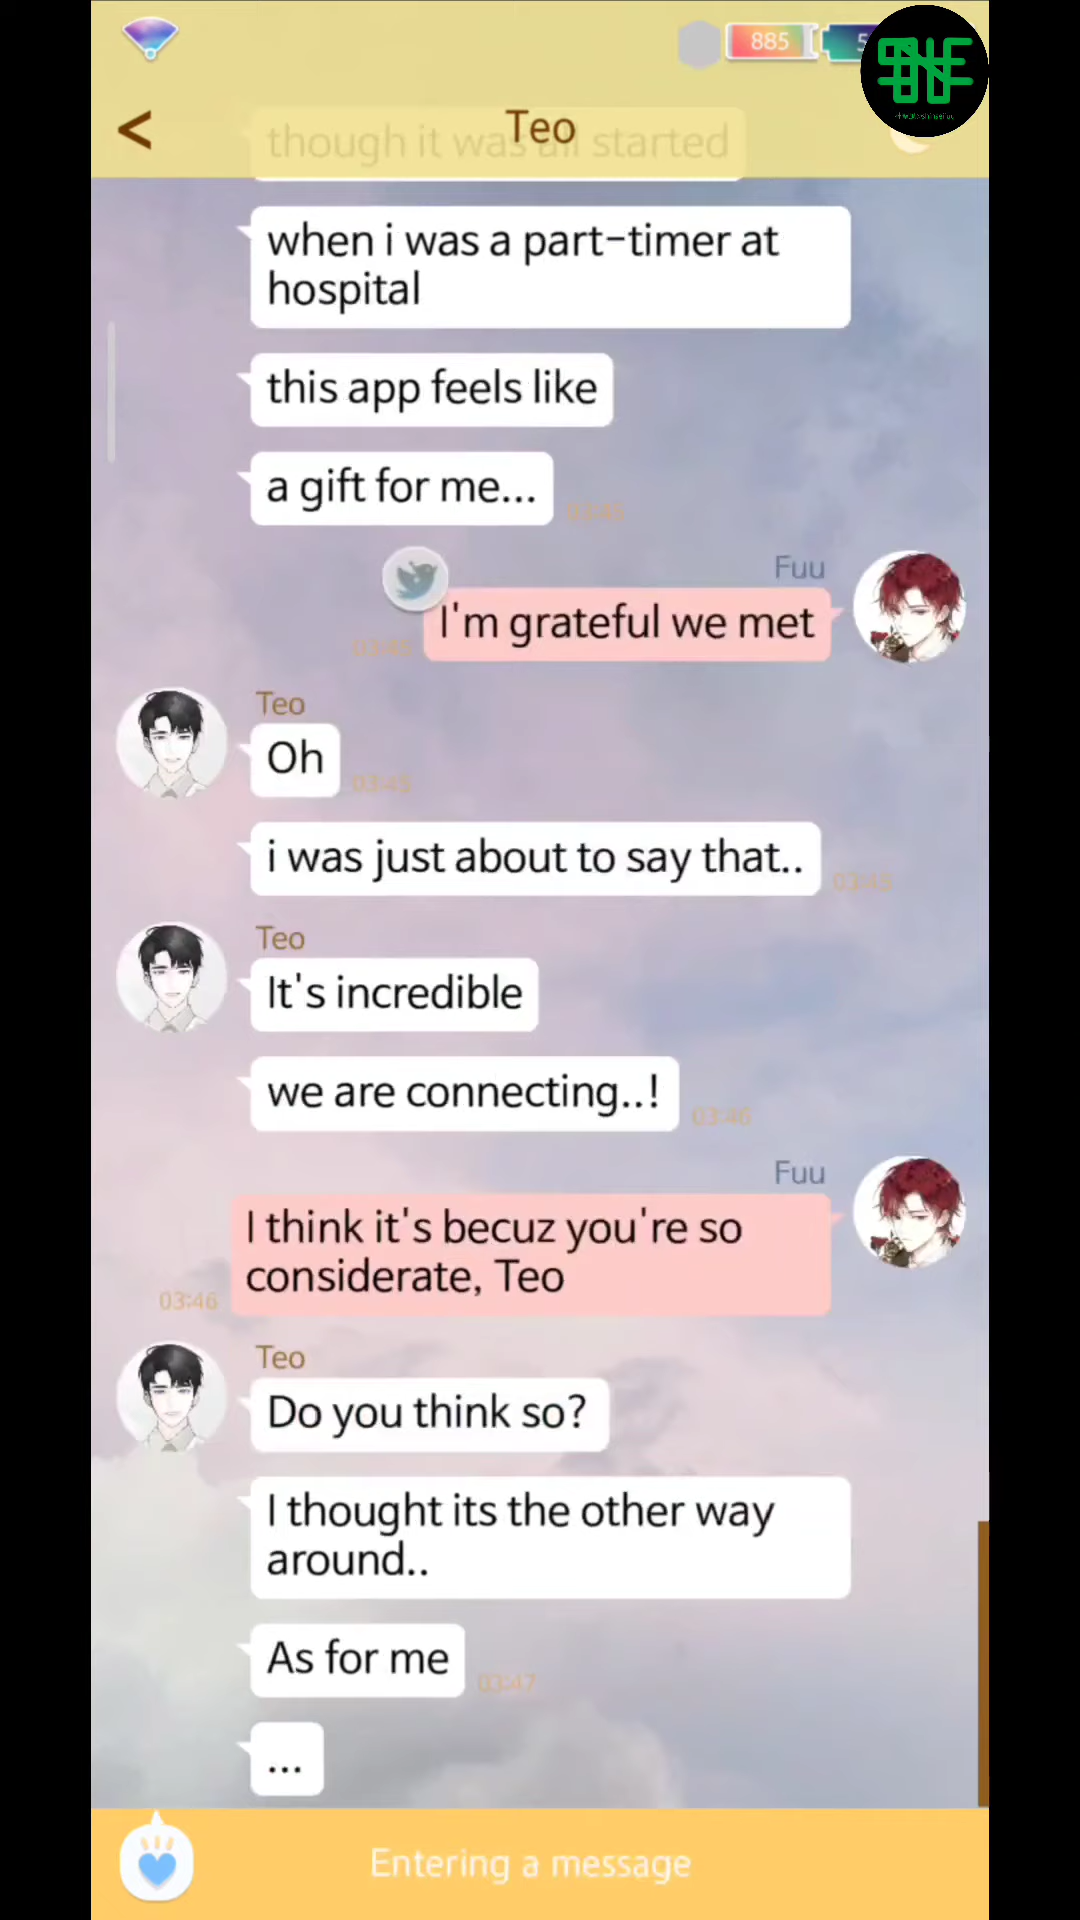 885
5
<
Teo
though it was all started
when i was a part-timer at
hospital
this app feels like
a gift for me...
03:45
Fuu
I'm grateful we met
03:45
Teo
Oh
03:45
i was just about to say that..
03:45
Teo
It's incredible
we are connecting..!
03:46
Fuu
I think it's becuz you're so
considerate, Teo
03:46
Teo
Do you think so?
I thought its the other way
around..
As for me
03:47
...
Entering a message